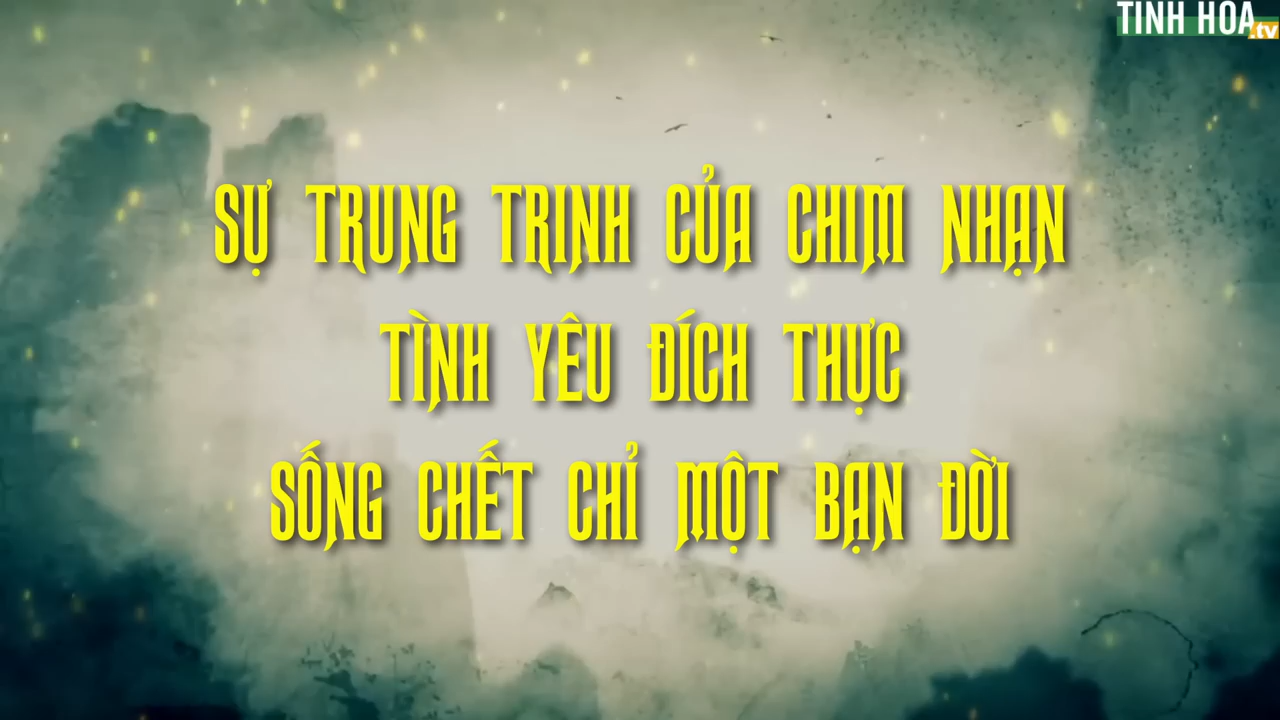 TINH HOA.tv
SỰ TRUNG TRINH CỦA CHIM NHẠN
TÌNH YÊU ĐÍCH THỰC
SỐNG CHẾT CHỈ MỘT BẠN ĐỜI